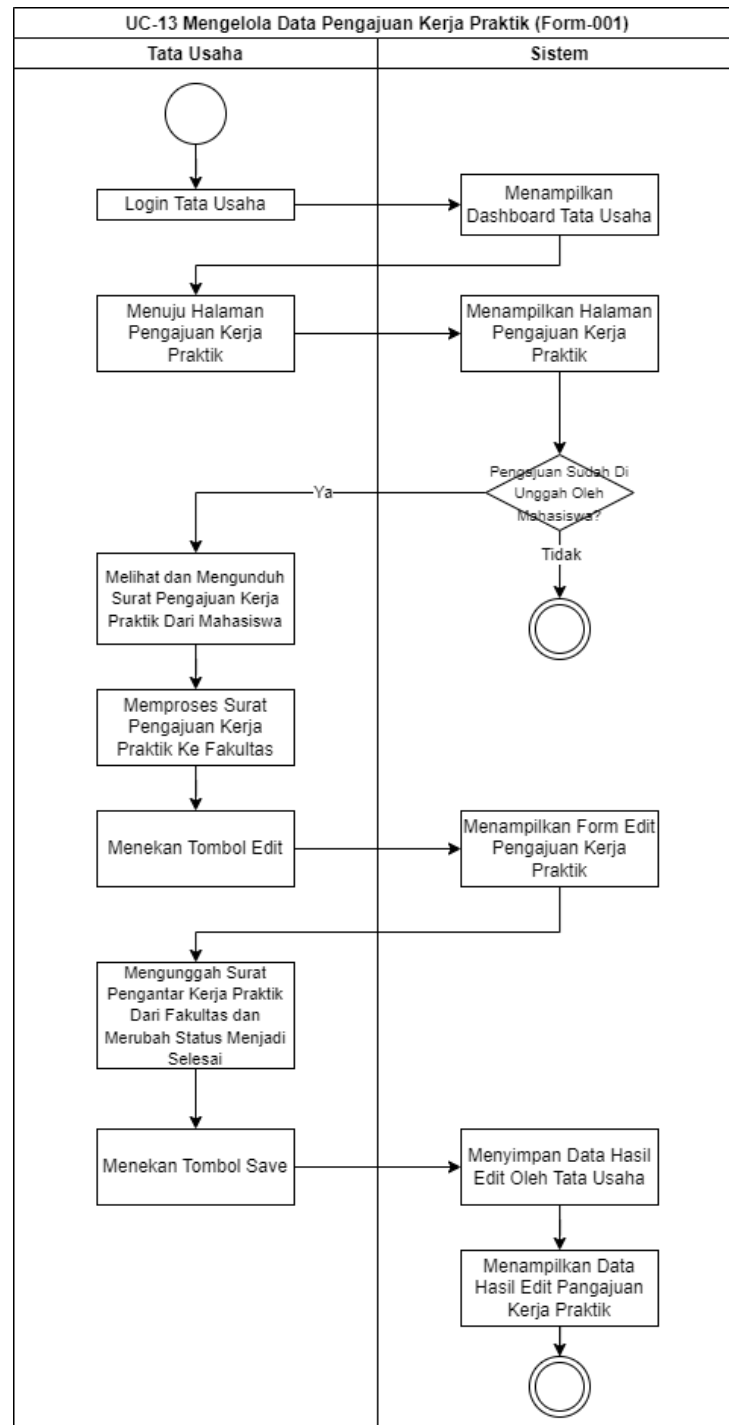 UC-13 Mengelola Data Pengajuan Kerja Praktik (Form-001)
Tata Usaha
Sistem
Login Tata Usaha
Menampilkan
Dashboard Tata Usaha
Menuju Halaman
Pengajuan Kerja
Praktik
Menampilkan Halaman
Pengajuan Kerja
Praktik
Pengajuan Sudah Di
Unggah Oleh
Mahasiswa?
Ya
Tidak
Melihat dan Mengunduh
Surat Pengajuan Kerja
Praktik Dari Mahasiswa
Memproses Surat
Pengajuan Kerja
Praktik Ke Fakultas
Menekan Tombol Edit
Menampilkan Form Edit
Pengajuan Kerja
Praktik
Mengunggah Surat
Pengantar Kerja Praktik
Dari Fakultas dan
Merubah Status Menjadi
Selesai
Menekan Tombol Save
Menyimpan Data Hasil
Edit Oleh Tata Usaha
Menampilkan Data
Hasil Edit Pangajuan
Kerja Praktik